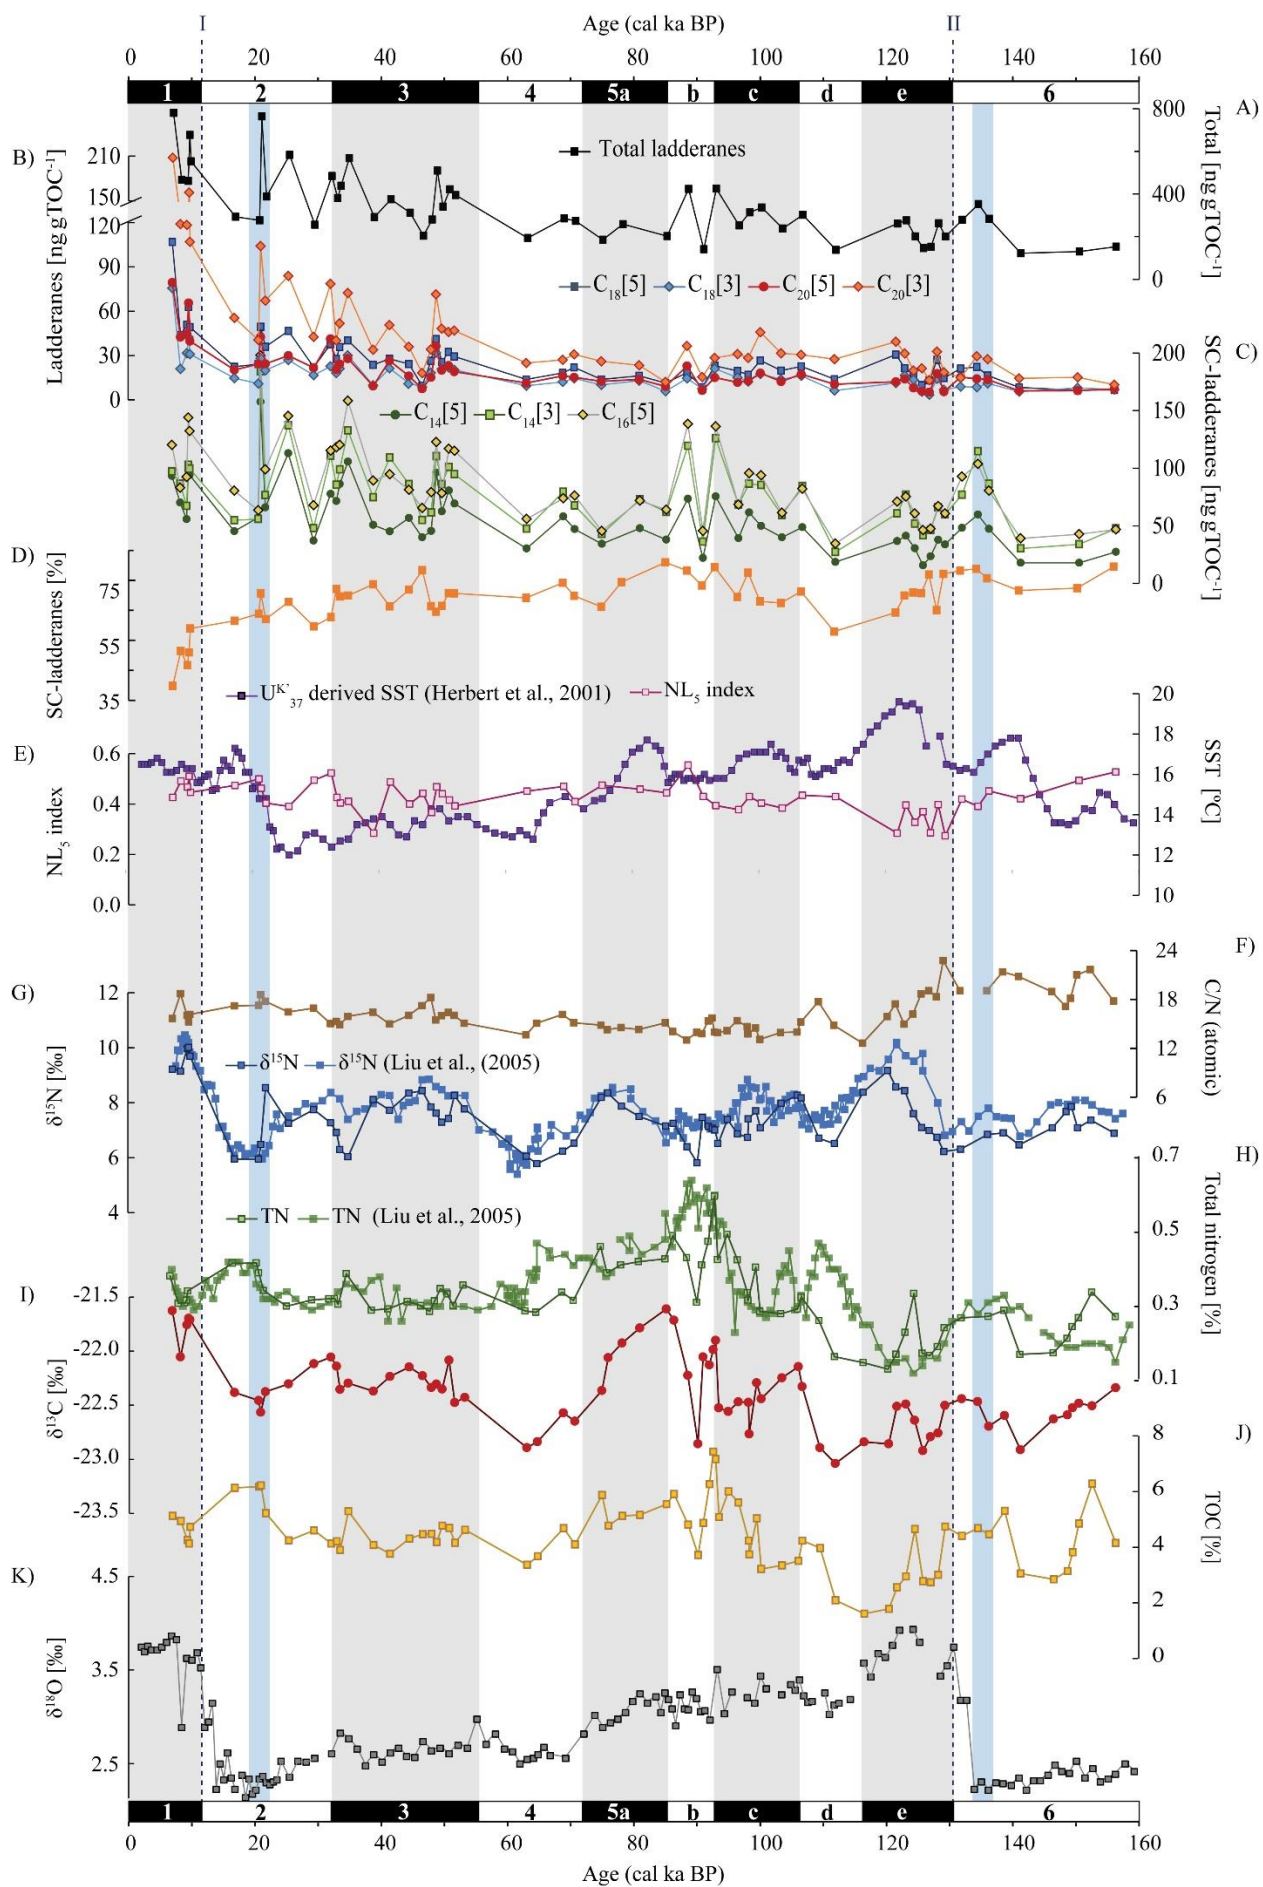 I II
Age (cal ka BP)
0 20 40 60 80 100 120 140 160
1 2 3 4 5a b c d e 6
A)
Total [ng gTOC⁻¹]
800
400
0
Total ladderanes
B)
Ladderanes [ng gTOC⁻¹]
210
150
120
90
60
30
0
C₁₈[5] C₁₈[3] C₂₀[5] C₂₀[3]
C)
SC-ladderanes [ng gTOC⁻¹]
200
150
100
50
0
C₁₄[5] C₁₄[3] C₁₆[5]
D)
SC-ladderanes [%]
75
55
35
Uᴷ'₃₇ derived SST (Herbert et al., 2001) NL₅ index
E)
NL₅ index
0.6
0.4
0.2
0.0
SST [ºC]
20
18
16
14
12
10
F)
C/N (atomic)
24
18
12
6
G)
δ¹⁵N [‰]
12
10
8
6
4
δ¹⁵N δ¹⁵N (Liu et al., (2005)
H)
Total nitrogen [%]
0.7
0.5
0.3
0.1
TN TN (Liu et al., 2005)
I)
δ¹³C [‰]
-21.5
-22.0
-22.5
-23.0
-23.5
J)
TOC [%]
8
6
4
2
0
K)
δ¹⁸O [‰]
4.5
3.5
2.5
1 2 3 4 5a b c d e 6
0 20 40 60 80 100 120 140 160
Age (cal ka BP)